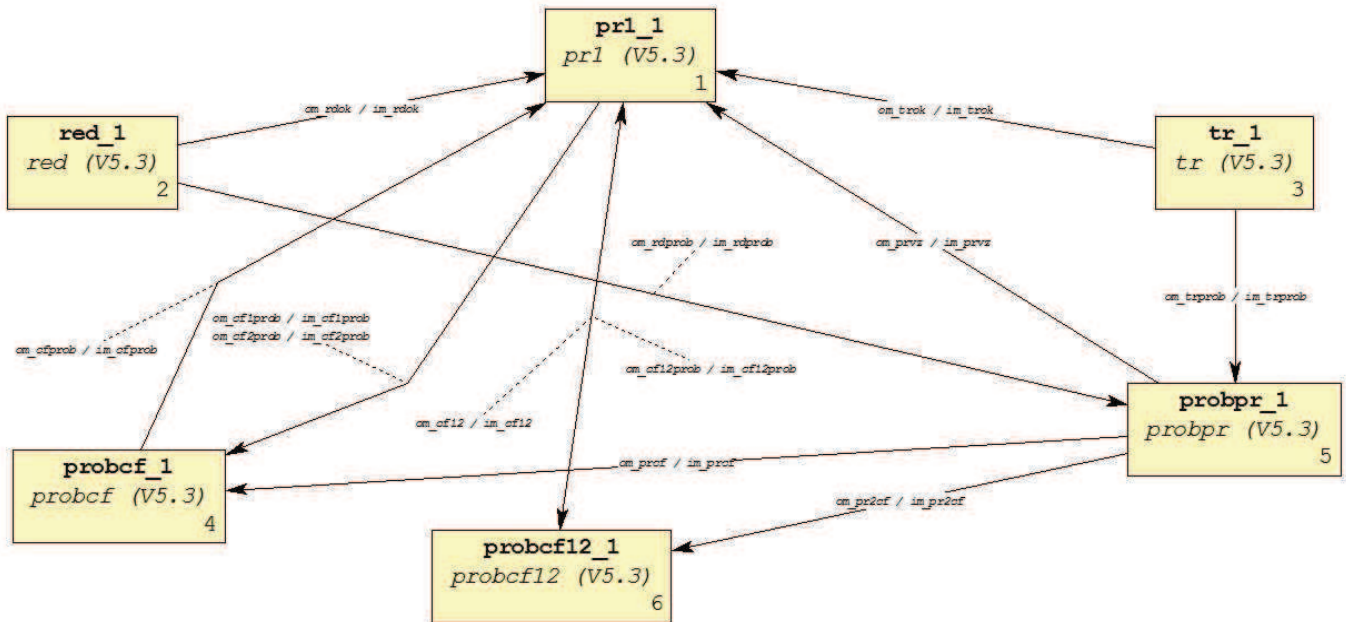 pr1_1
pr1 (V5.3)
1
om_rdok / im_rdok
om_trok / im_trok
red_1
red (V5.3)
2
tr_1
tr (V5.3)
3
om_rdprob / im_rdprob
om_prvs / im_prvs
om_trprob / im_trprob
om_cf1prob / im_cf1prob
om_cf2prob / im_cf2prob
om_cfprob / im_cfprob
om_cf12prob / im_cf12prob
om_cf12 / im_cf12
probpr_1
probpr (V5.3)
5
probcf_1
probcf (V5.3)
4
om_prcf / im_prcf
om_pr2cf / im_pr2cf
probcf12_1
probcf12 (V5.3)
6